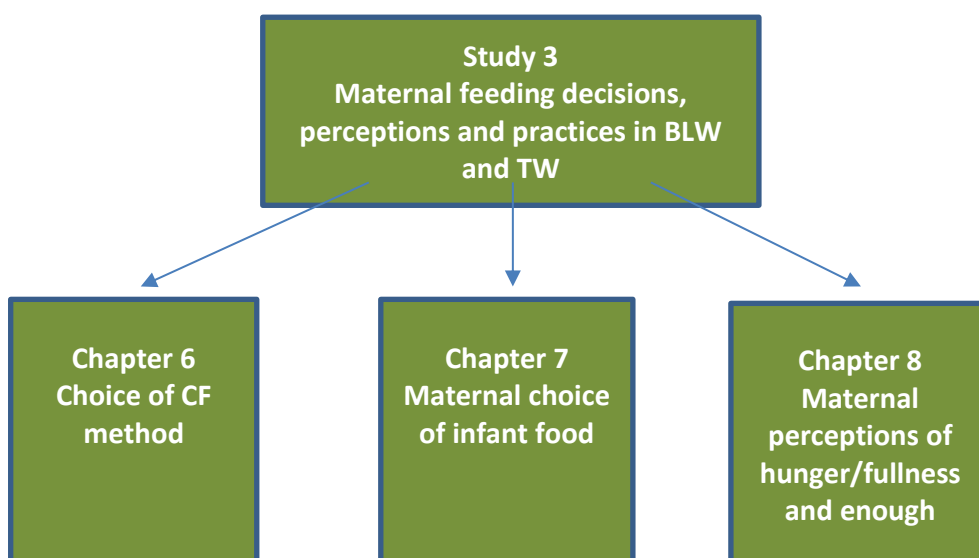 Study 3
Maternal feeding decisions,
perceptions and practices in BLW
and TW
Chapter 6
Choice of CF
method
Chapter 7
Maternal choice
of infant food
Chapter 8
Maternal
perceptions of
hunger/fullness
and enough